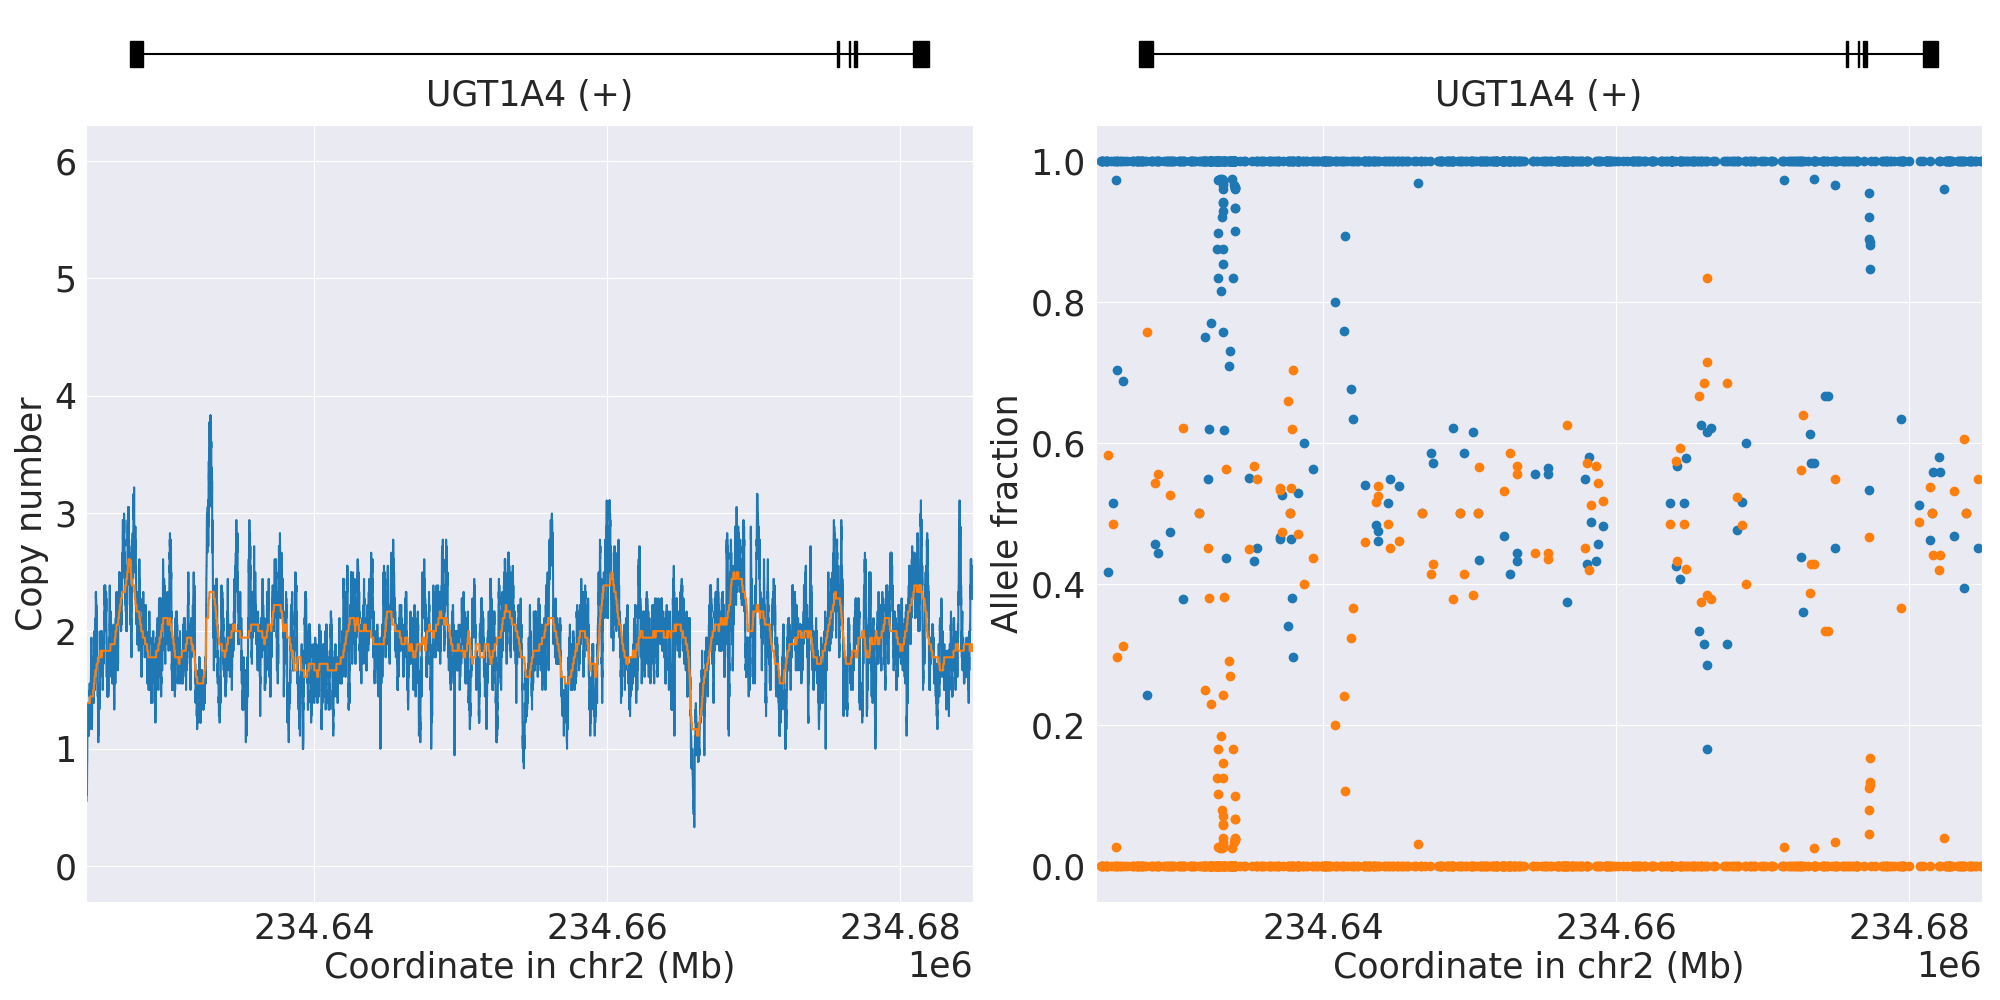 UGT1A4 (+)
6
5
4
3
2
1
0
Copy number
234.64 234.66 234.68
Coordinate in chr2 (Mb)
1e6
UGT1A4 (+)
1.0
0.8
0.6
0.4
0.2
0.0
Allele fraction
234.64 234.66 234.68
Coordinate in chr2 (Mb)
1e6